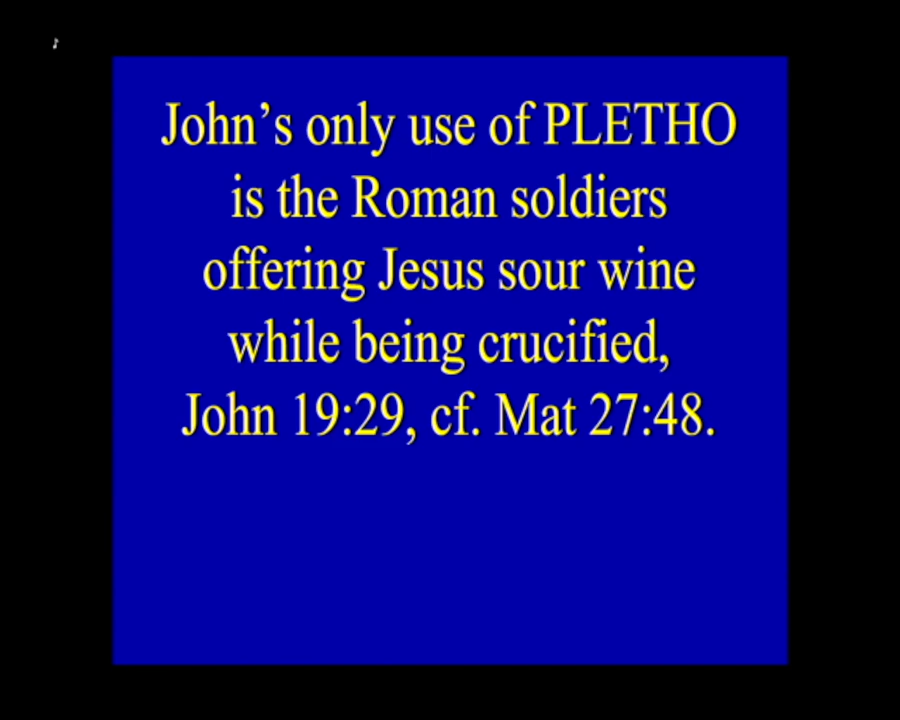 John’s only use of PLETHO
is the Roman soldiers
offering Jesus sour wine
while being crucified,
John 19:29, cf. Mat 27:48.